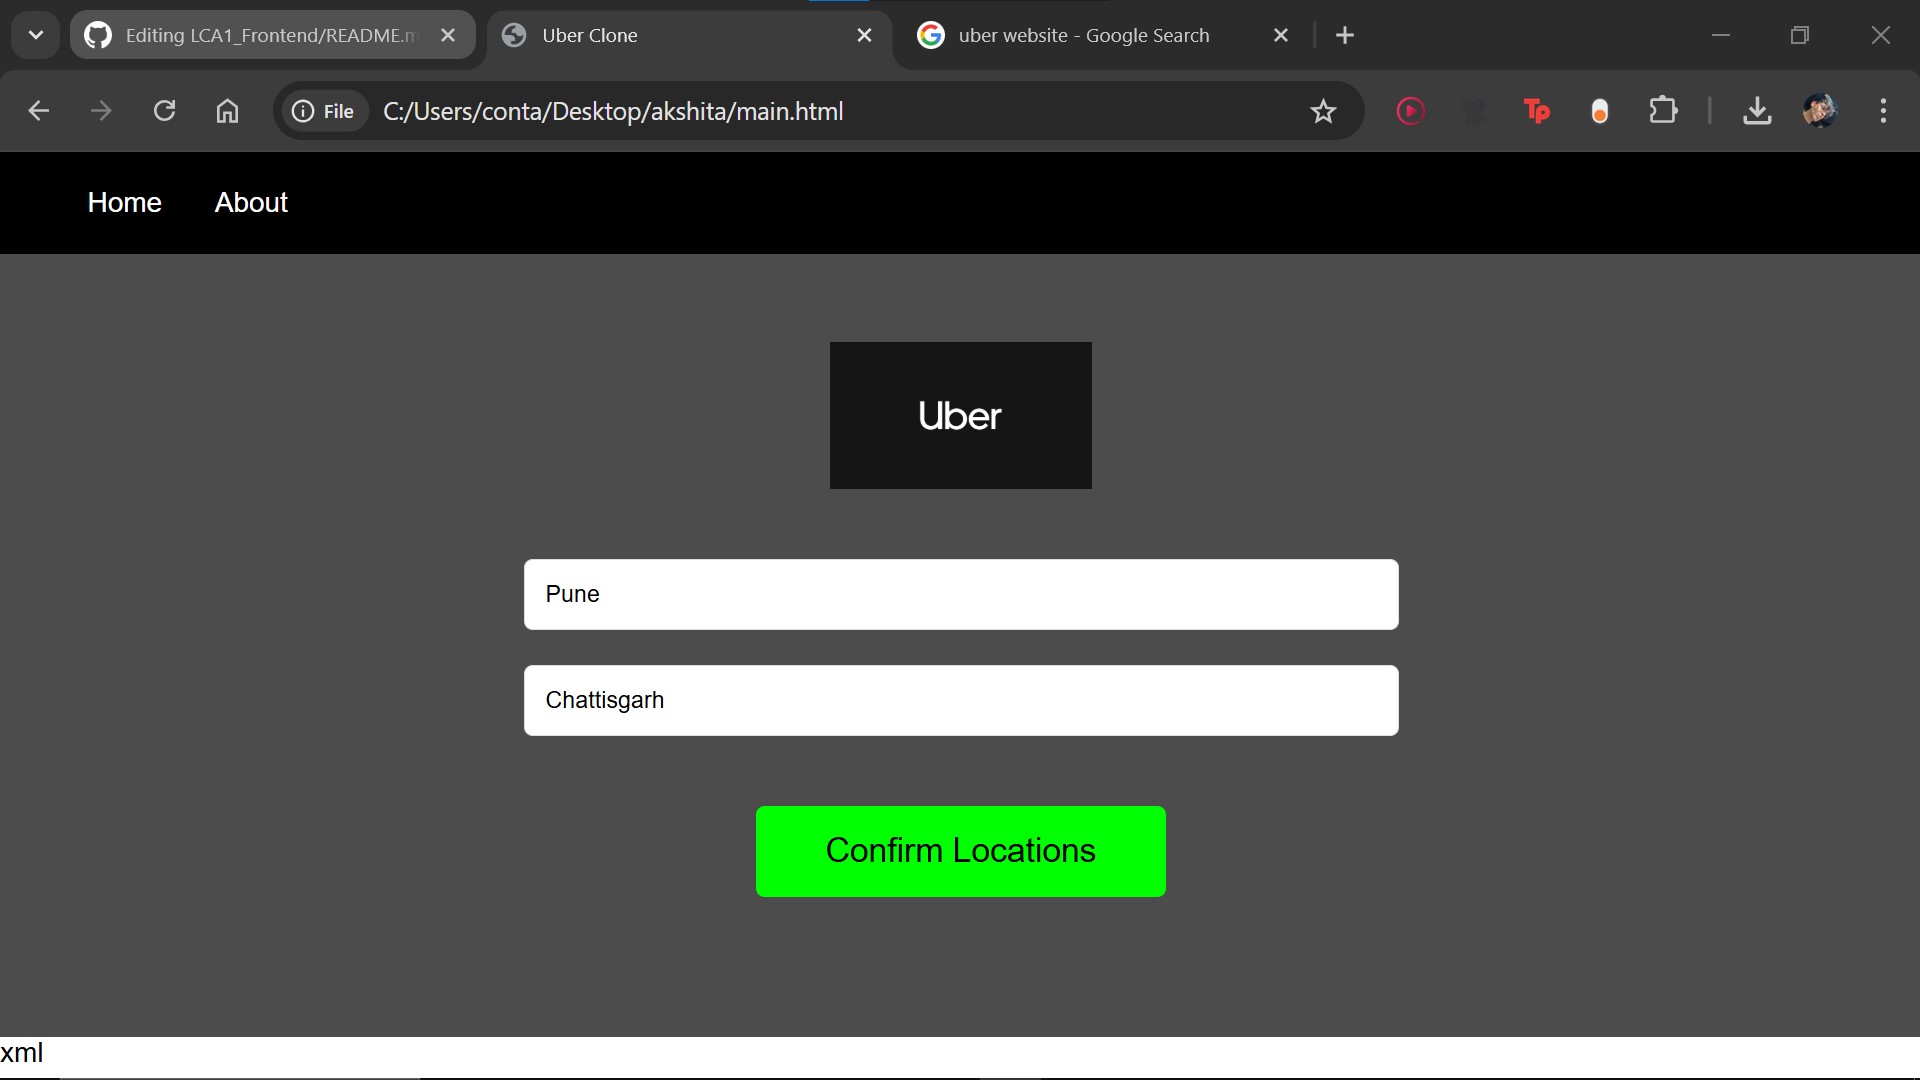 Editing LCA1_Frontend/README.m
Uber Clone
uber website - Google Search
File
C:/Users/conta/Desktop/akshita/main.html
Tp
Home
About
Uber
Pune
Chattisgarh
Confirm Locations
xml